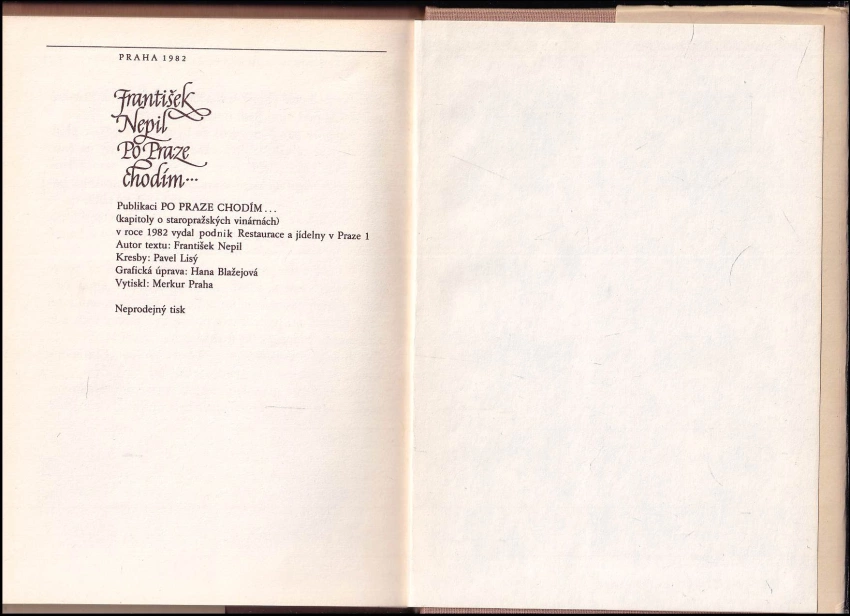 PRAHA 1982
František
Nepil
Po Praze
chodím...
Publikaci PO PRAZE CHODÍM...
(kapitoly o staropražských vinárnách)
v roce 1982 vydal podnik Restaurace a jídelny v Praze 1
Autor textu: František Nepil
Kresby: Pavel Lisý
Grafická úprava: Hana Blažejová
Vytiskl: Merkur Praha
Neprodejný tisk